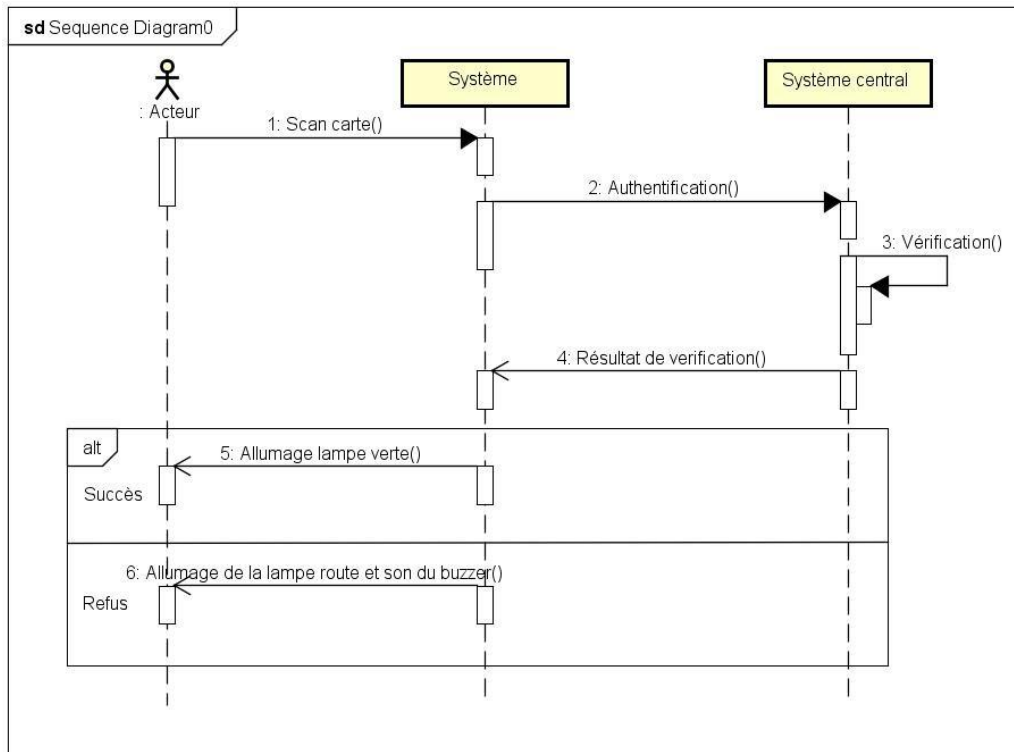 sd Sequence Diagram0
Système
Système central
: Acteur
1: Scan carte()
2: Authentification()
3: Vérification()
4: Résultat de verification()
alt
5: Allumage lampe verte()
Succès
6: Allumage de la lampe route et son du buzzer()
Refus